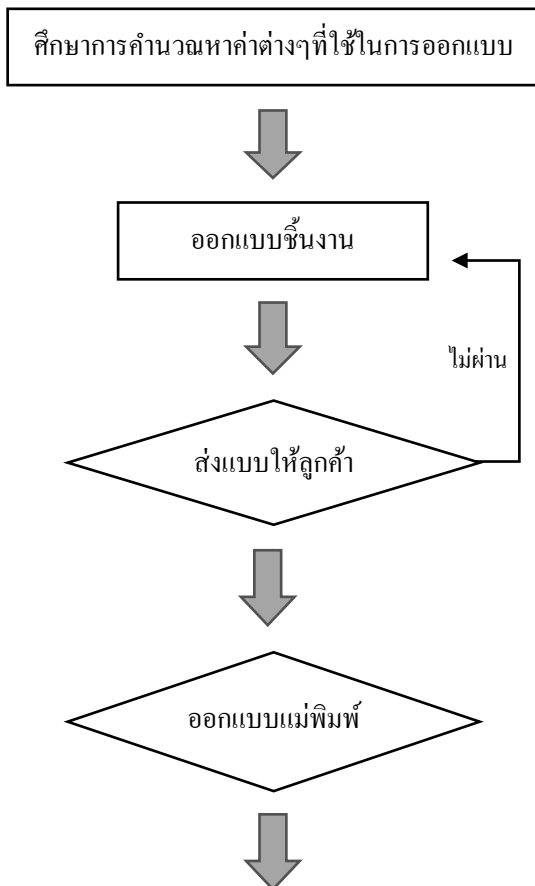 ศึกษาการคำนวณหาค่าต่างๆที่ใช้ในการออกแบบ
ออกแบบชิ้นงาน
ไม่ผ่าน
ส่งแบบให้ลูกค้า
ออกแบบแม่พิมพ์